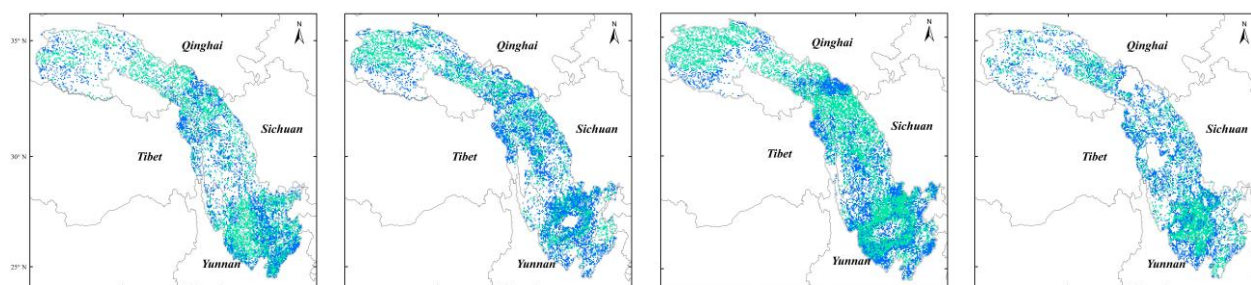 N
35° N
Qinghai
Sichuan
30° N
Tibet
Yunnan
25° N
N
Qinghai
Sichuan
Tibet
Yunnan
N
Qinghai
Sichuan
Tibet
Yunnan
N
Qinghai
Sichuan
Tibet
Yunnan